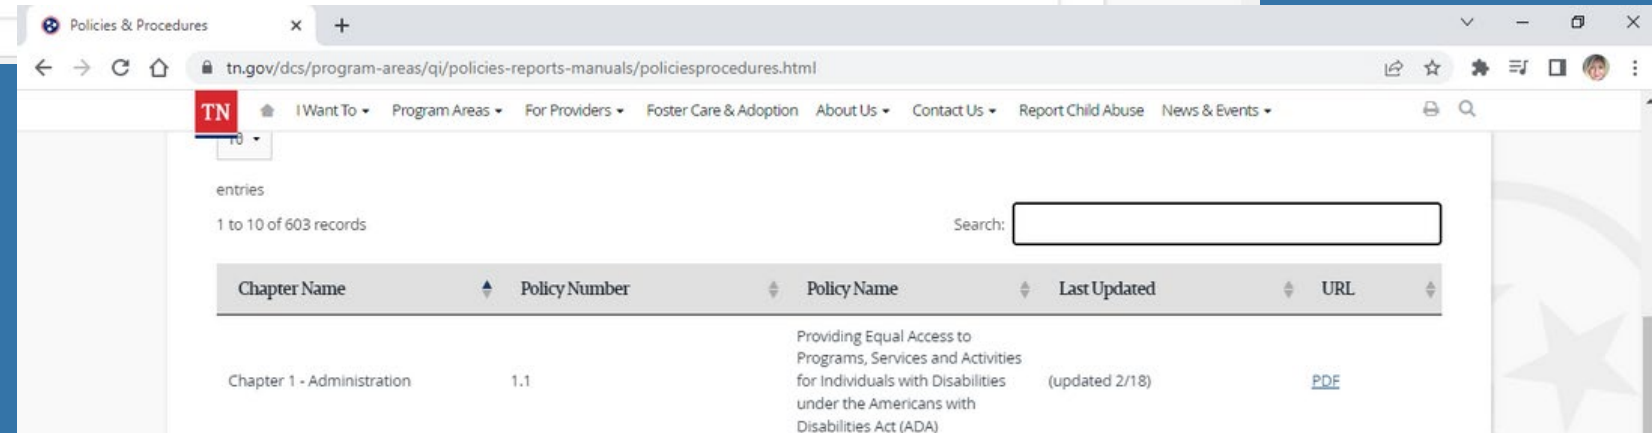 Policies & Procedures
tn.gov/dcs/program-areas/qi/policies-reports-manuals/policiesprocedures.html
TN I Want To Program Areas For Providers Foster Care & Adoption About Us Contact Us Report Child Abuse News & Events
10
entries
1 to 10 of 603 records Search:
Chapter Name Policy Number Policy Name Last Updated URL
Providing Equal Access to
Programs, Services and Activities
Chapter 1 - Administration 1.1 for Individuals with Disabilities (updated 2/18) PDF
under the Americans with
Disabilities Act (ADA)